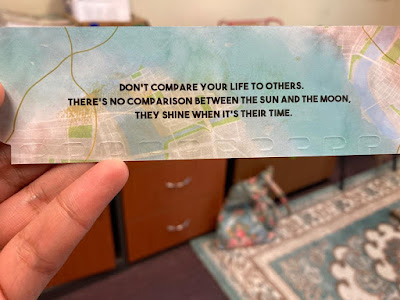 DON'T COMPARE YOUR LIFE TO OTHERS.
THERE'S NO COMPARISON BETWEEN THE SUN AND THE MOON,
THEY SHINE WHEN IT'S THEIR TIME.